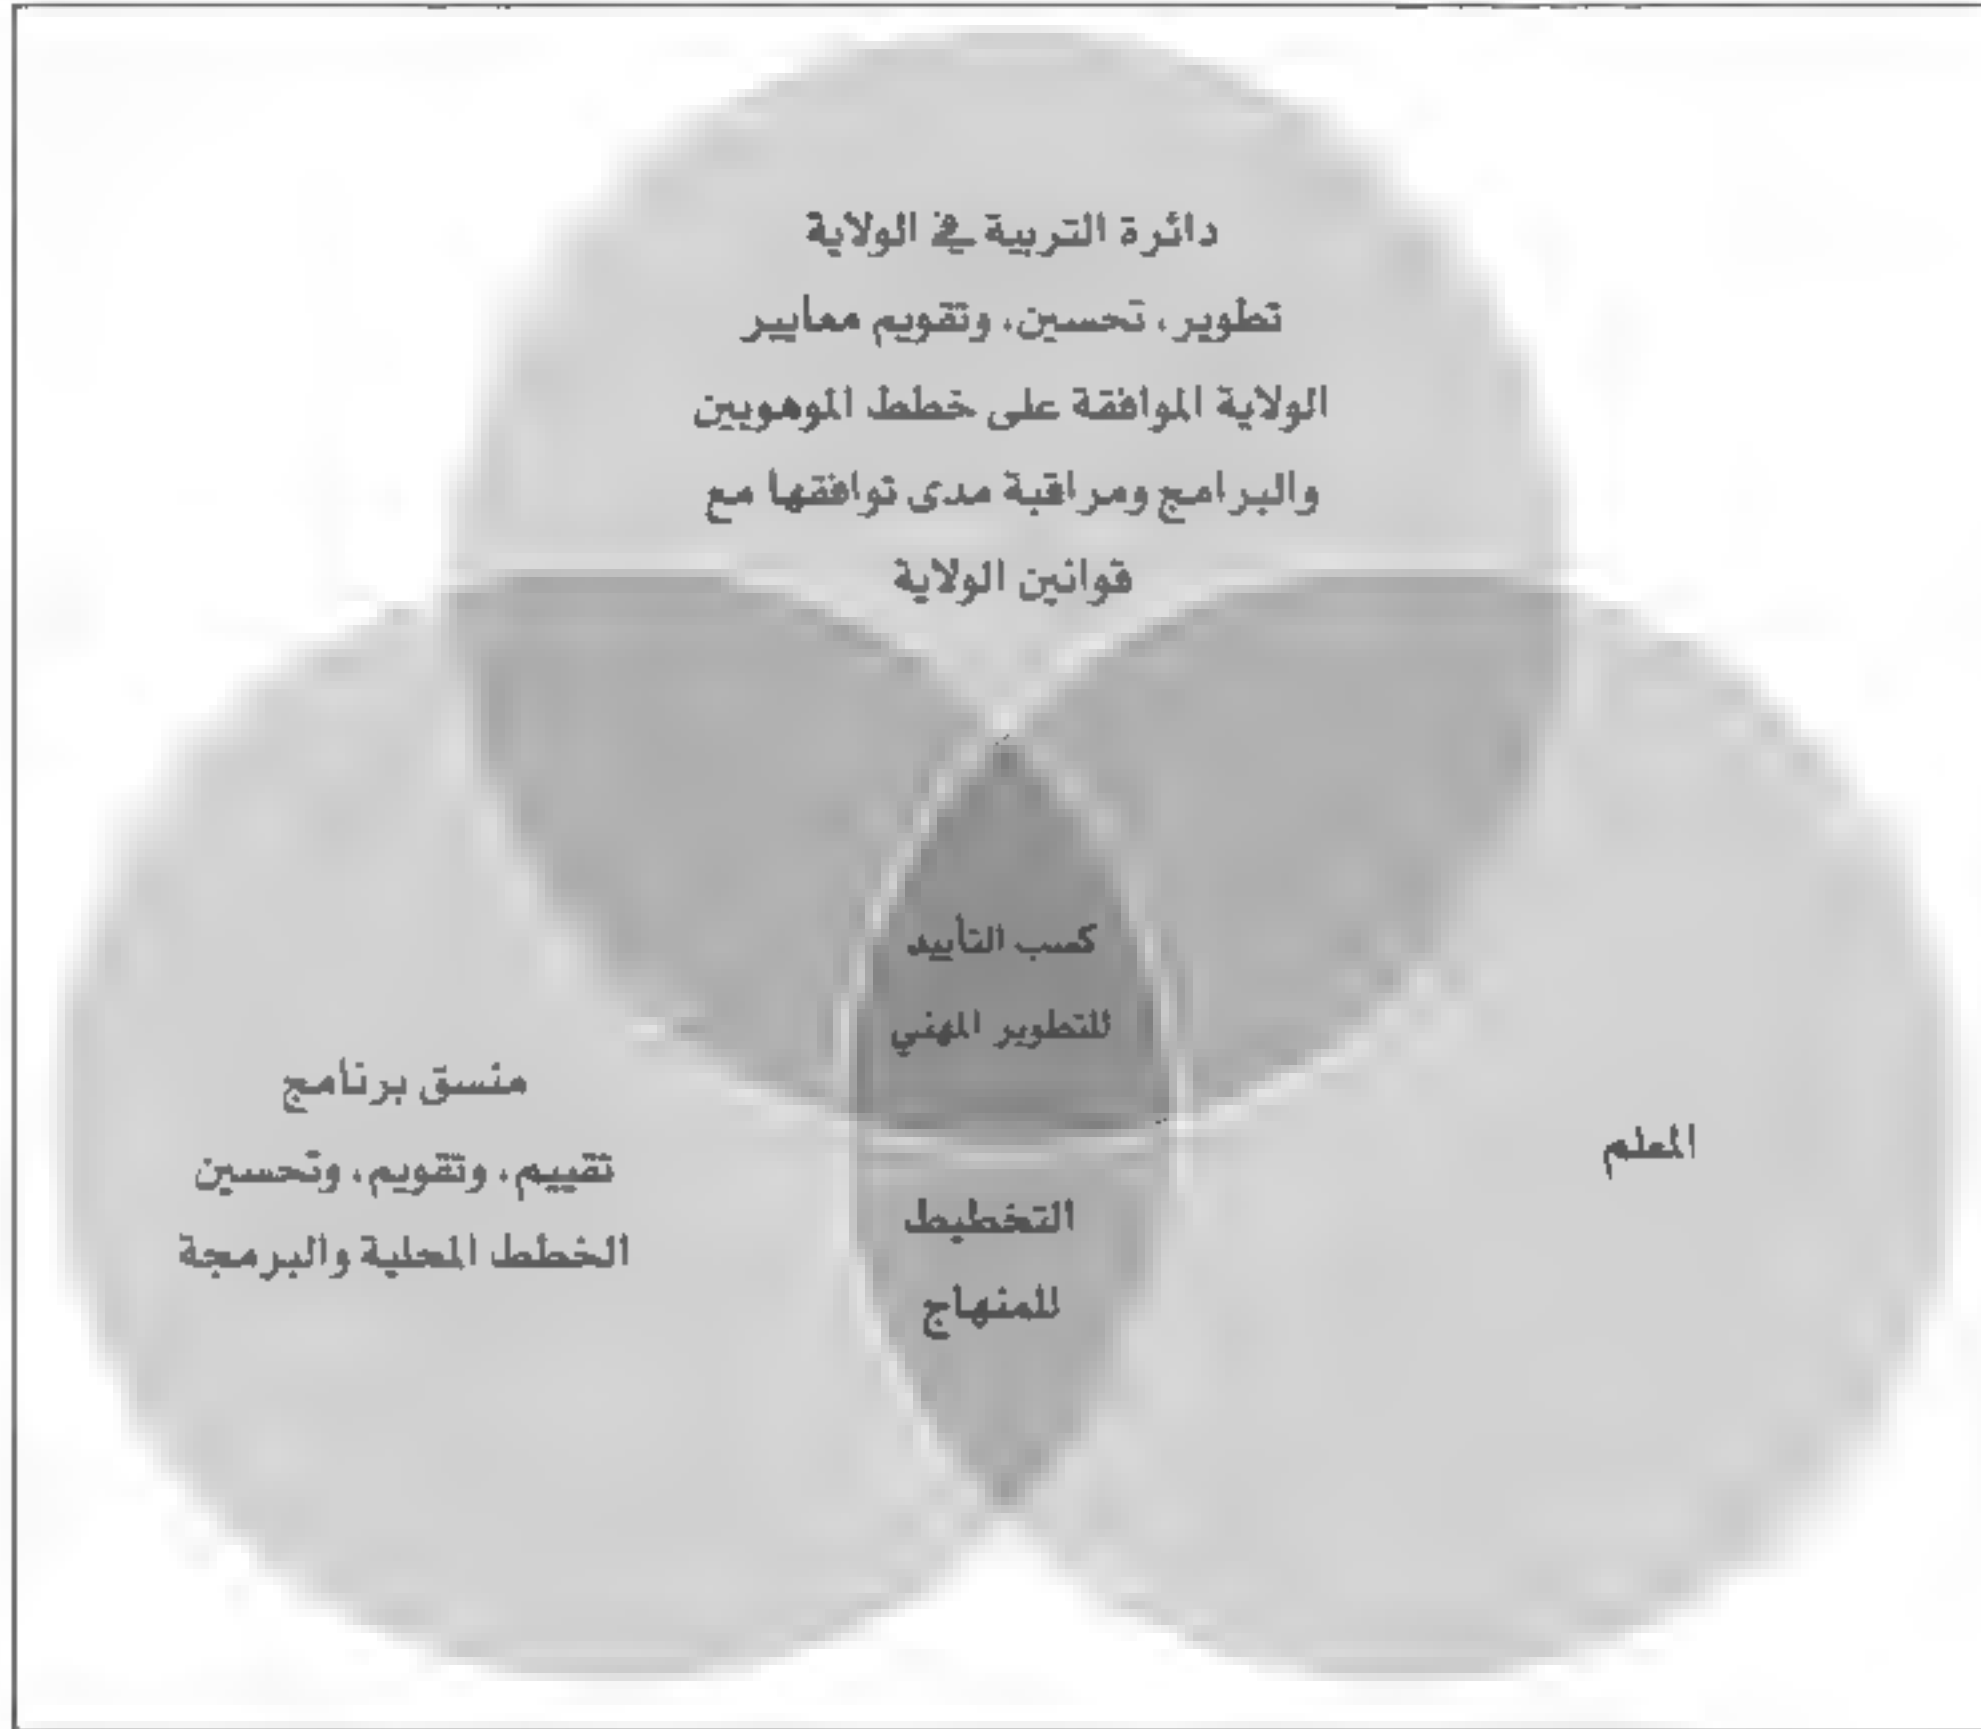 دائرة التربية في الولاية
تطوير، تحسين، وتقويم معايير
الولاية الموافقة على خطط الموهوبين
والبرامج ومراقبة مدى توافقها مع
قوانين الولاية
كسب التأييد
للتطوير المهني
منسق برنامج
تقييم، وتقويم، وتحسين
الخطط المحلية والبرمجة
المعلم
التخطيط
للمنهاج